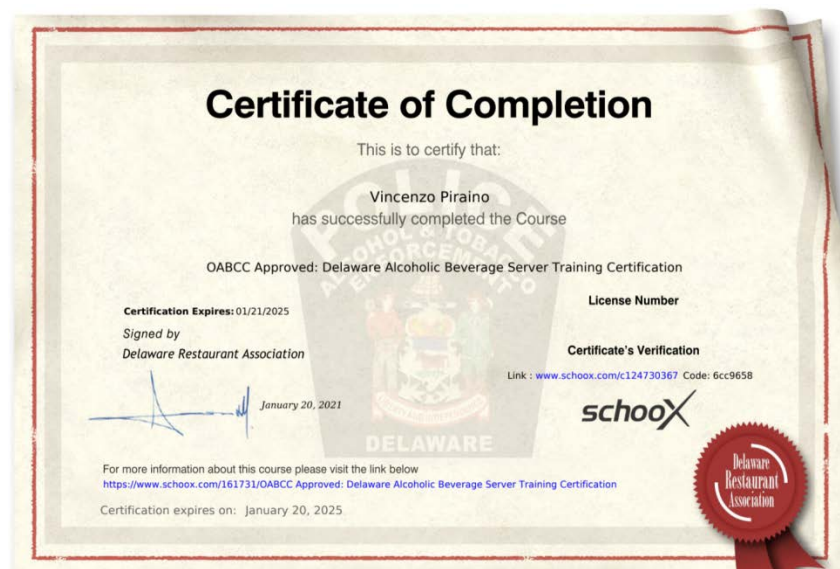 Certificate of Completion
This is to certify that:
Vincenzo Piraino
has successfully completed the Course
OABCC Approved: Delaware Alcoholic Beverage Server Training Certification
Certification Expires: 01/21/2025
Signed by
Delaware Restaurant Association
January 20, 2021
License Number
Certificate's Verification
Link : www.schoox.com/c124730367 Code: 6cc9658
schoox
For more information about this course please visit the link below
https://www.schoox.com/161731/OABCC Approved: Delaware Alcoholic Beverage Server Training Certification
Certification expires on: January 20, 2025
Delaware
Restaurant
Association
POLICE
ALCOHOL & TOBACCO
ENFORCEMENT
DELAWARE